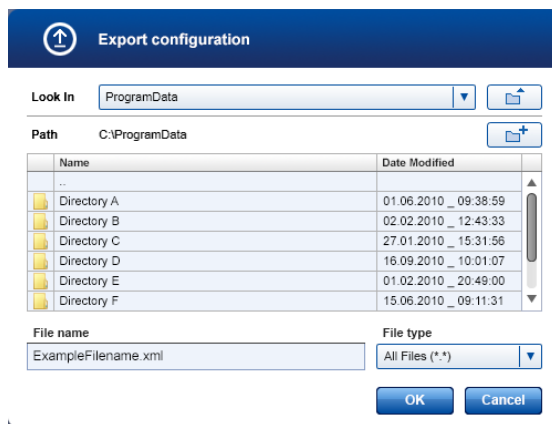 Export configuration
Look In ProgramData
Path C:\ProgramData
Name Date Modified
..
Directory A 01.06.2010 _ 09:38:59
Directory B 02.02.2010 _ 12:43:33
Directory C 27.01.2010 _ 15:31:56
Directory D 16.09.2010 _ 10:01:07
Directory E 01.02.2010 _ 20:49:00
Directory F 15.06.2010 _ 09:11:31
File name File type
ExampleFilename.xml All Files (*.*)
OK Cancel